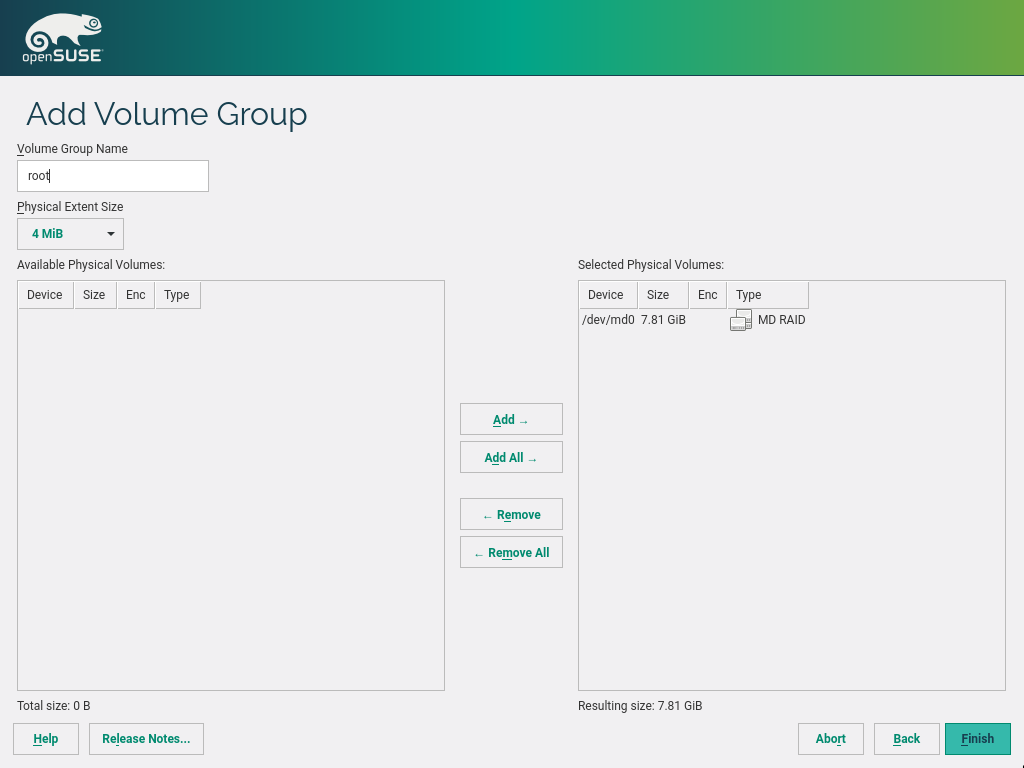 openSUSE
Add Volume Group
Volume Group Name
root
Physical Extent Size
4 MiB
Available Physical Volumes:
Device Size Enc Type
Selected Physical Volumes:
Device Size Enc Type
/dev/md0 7.81 GiB MD RAID
Add →
Add All →
← Remove
← Remove All
Total size: 0 B
Resulting size: 7.81 GiB
Help Release Notes... Abort Back Finish